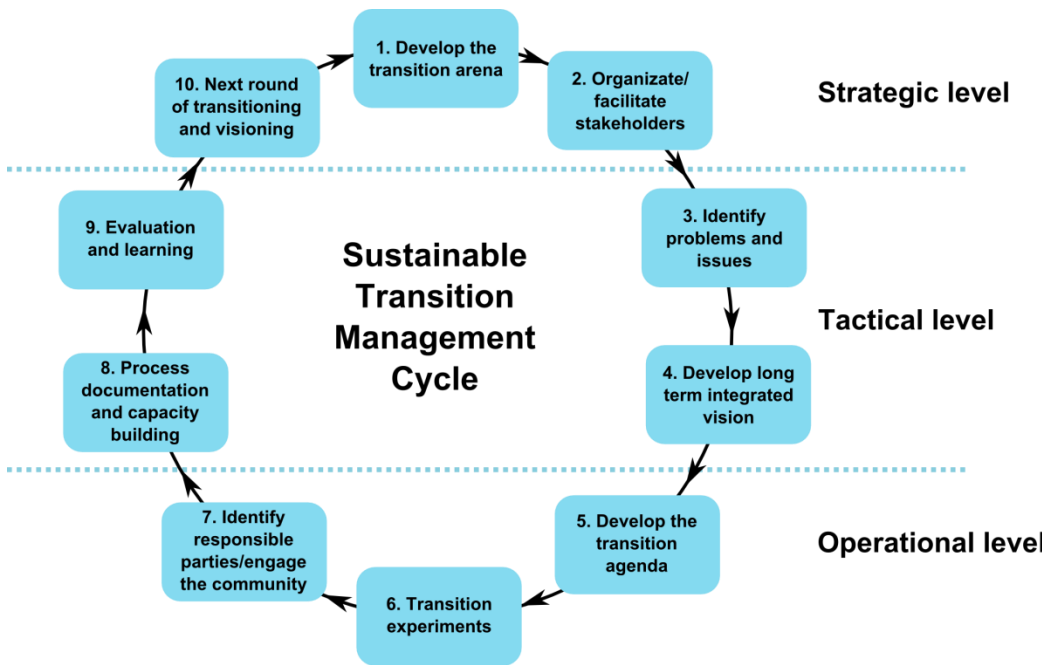 1. Develop the
transition arena
2. Organizate/
facilitate
stakeholders
Strategic level
10. Next round
of transitioning
and visioning
3. Identify
problems and
issues
9. Evaluation
and learning
Sustainable
Transition
Management
Cycle
Tactical level
4. Develop long
term integrated
vision
8. Process
documentation
and capacity
building
5. Develop the
transition
agenda
Operational level
7. Identify
responsible
parties/engage
the community
6. Transition
experiments